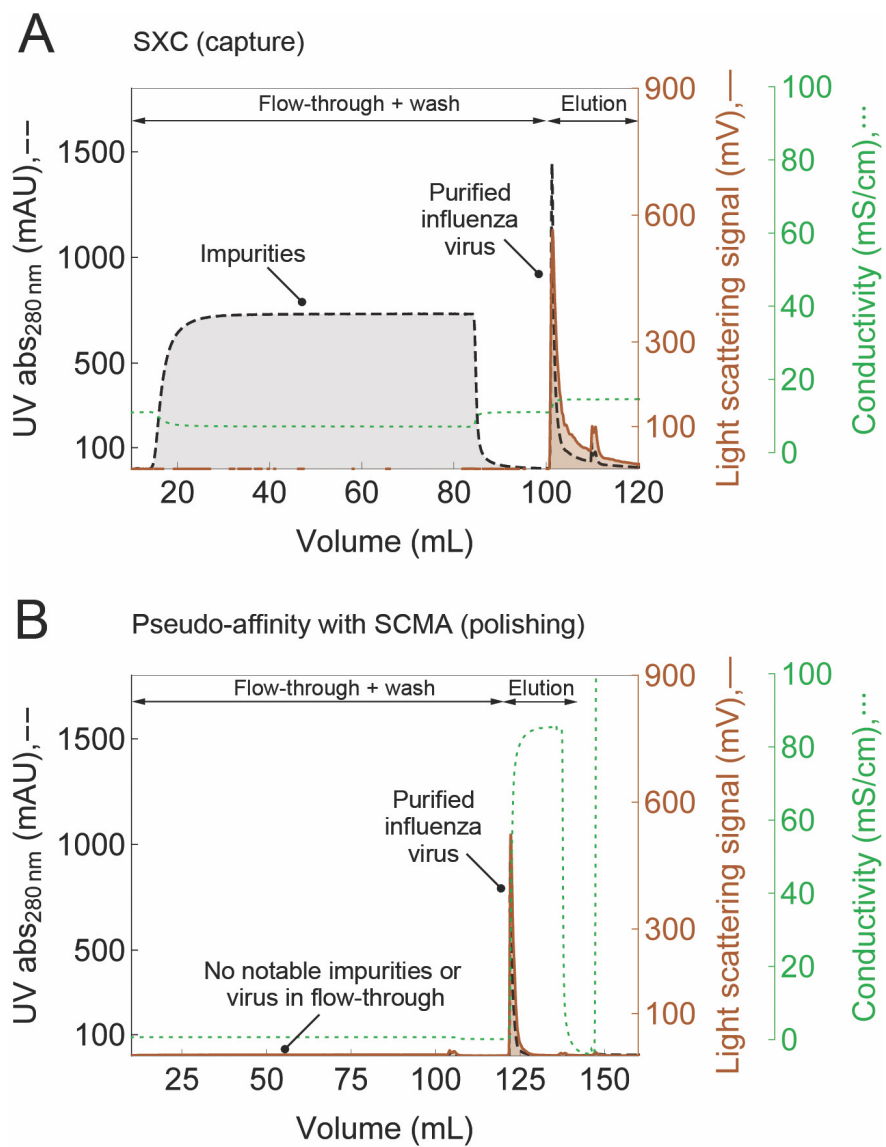 A
SXC (capture)
Flow-through + wash
Elution
Impurities
Purified
influenza
virus
UV abs280 nm (mAU),--
1500
1000
500
100
20
40
60
80
100
120
Volume (mL)
900
600
300
100
Light scattering signal (mV),—
100
80
60
40
20
0
Conductivity (mS/cm),···
B
Pseudo-affinity with SCMA (polishing)
Flow-through + wash
Elution
Purified
influenza
virus
No notable impurities or
virus in flow-through
UV abs280 nm (mAU),--
1500
1000
500
100
25
50
75
100
125
150
Volume (mL)
900
600
300
100
Light scattering signal (mV),—
100
80
60
40
20
0
Conductivity (mS/cm),···